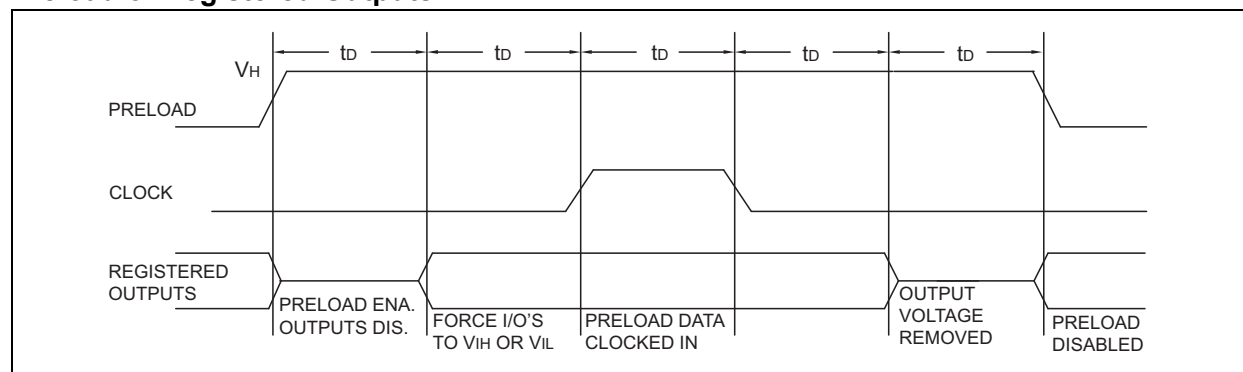 tD tD tD tD tD
VH
PRELOAD
CLOCK
REGISTERED
OUTPUTS
PRELOAD ENA.
OUTPUTS DIS.
FORCE I/O'S
TO VIH OR VIL
PRELOAD DATA
CLOCKED IN
OUTPUT
VOLTAGE
REMOVED
PRELOAD
DISABLED